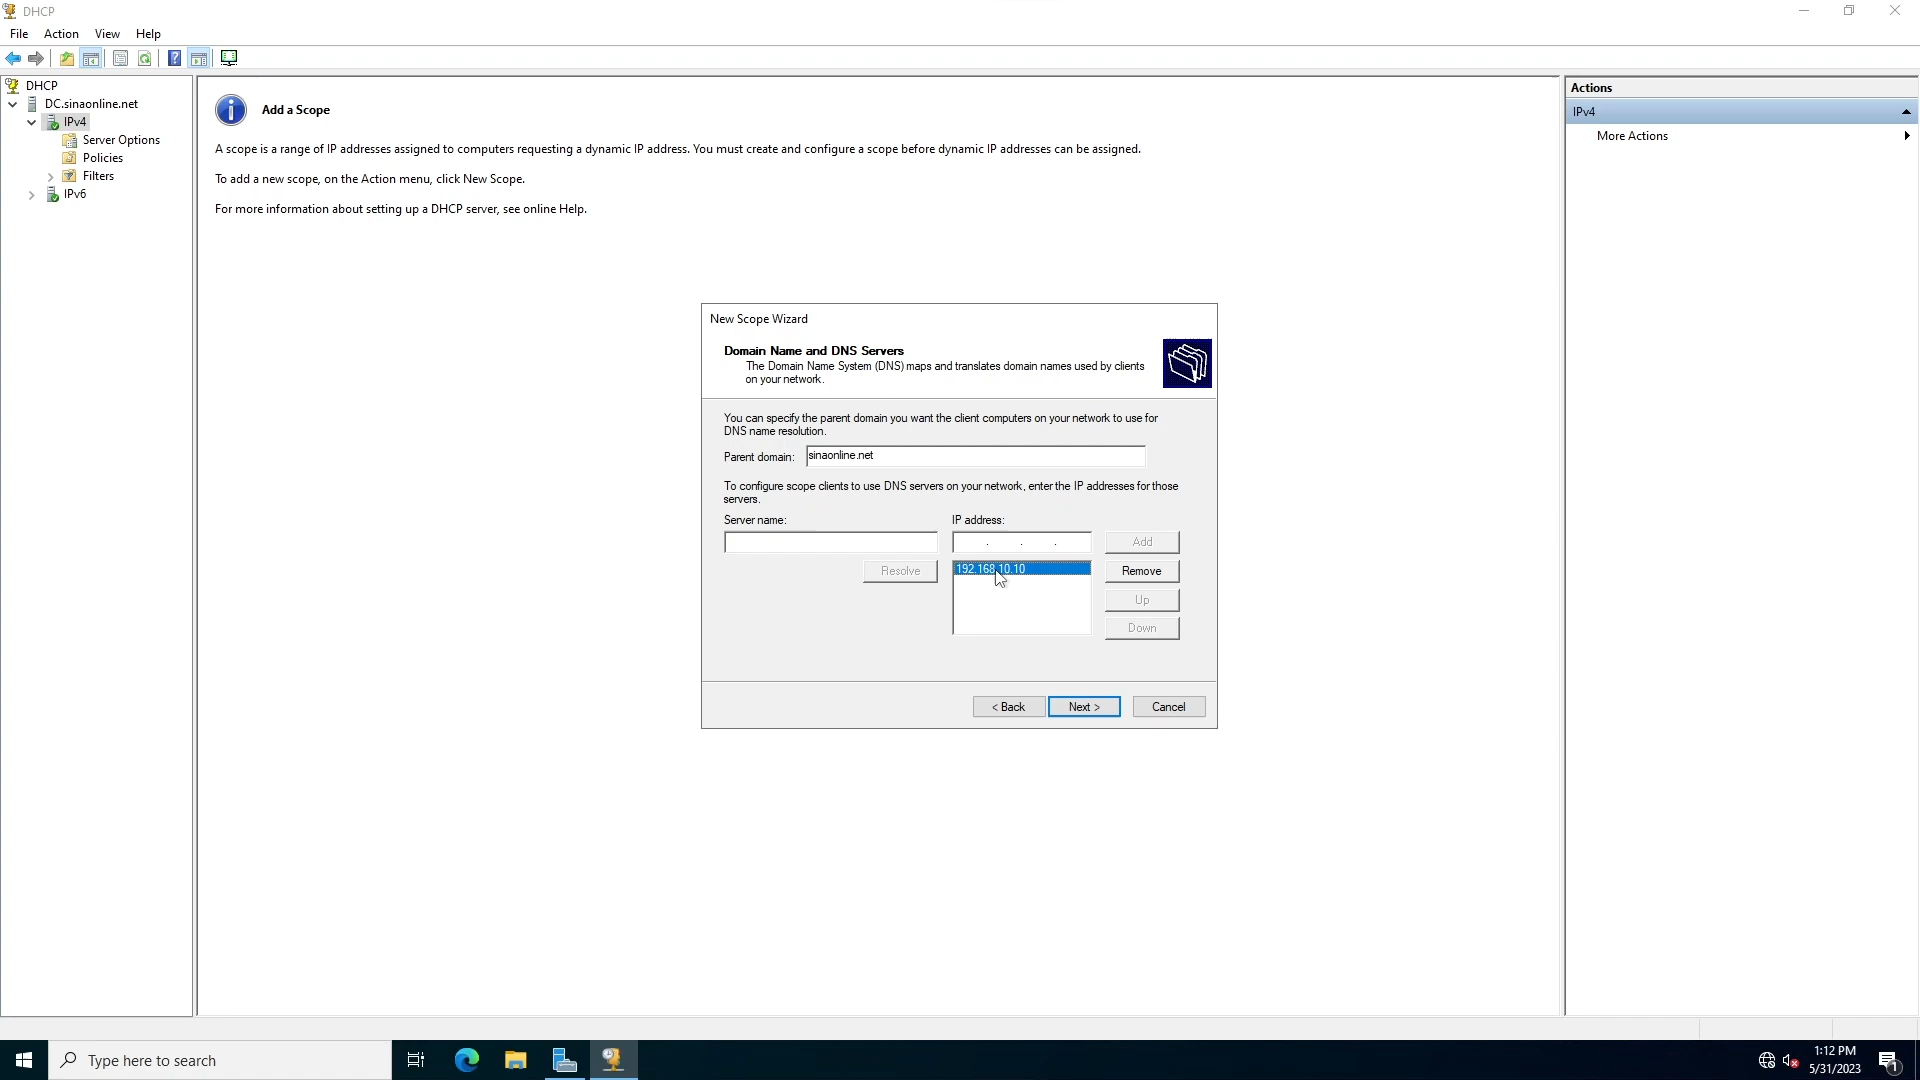 DHCP
File Action View Help
DHCP
DC.sinaonline.net
IPv4
Server Options
Policies
Filters
IPv6
Add a Scope
A scope is a range of IP addresses assigned to computers requesting a dynamic IP address. You must create and configure a scope before dynamic IP addresses can be assigned.
To add a new scope, on the Action menu, click New Scope.
For more information about setting up a DHCP server, see online Help.
Actions
IPv4
More Actions
New Scope Wizard
Domain Name and DNS Servers
The Domain Name System (DNS) maps and translates domain names used by clients
on your network.
You can specify the parent domain you want the client computers on your network to use for
DNS name resolution.
Parent domain: sinaonline.net
To configure scope clients to use DNS servers on your network, enter the IP addresses for those
servers.
Server name: IP address:
. . . Add
Resolve 192.168.10.10 Remove
Up
Down
< Back Next > Cancel
Type here to search
1:12 PM
5/31/2023
1